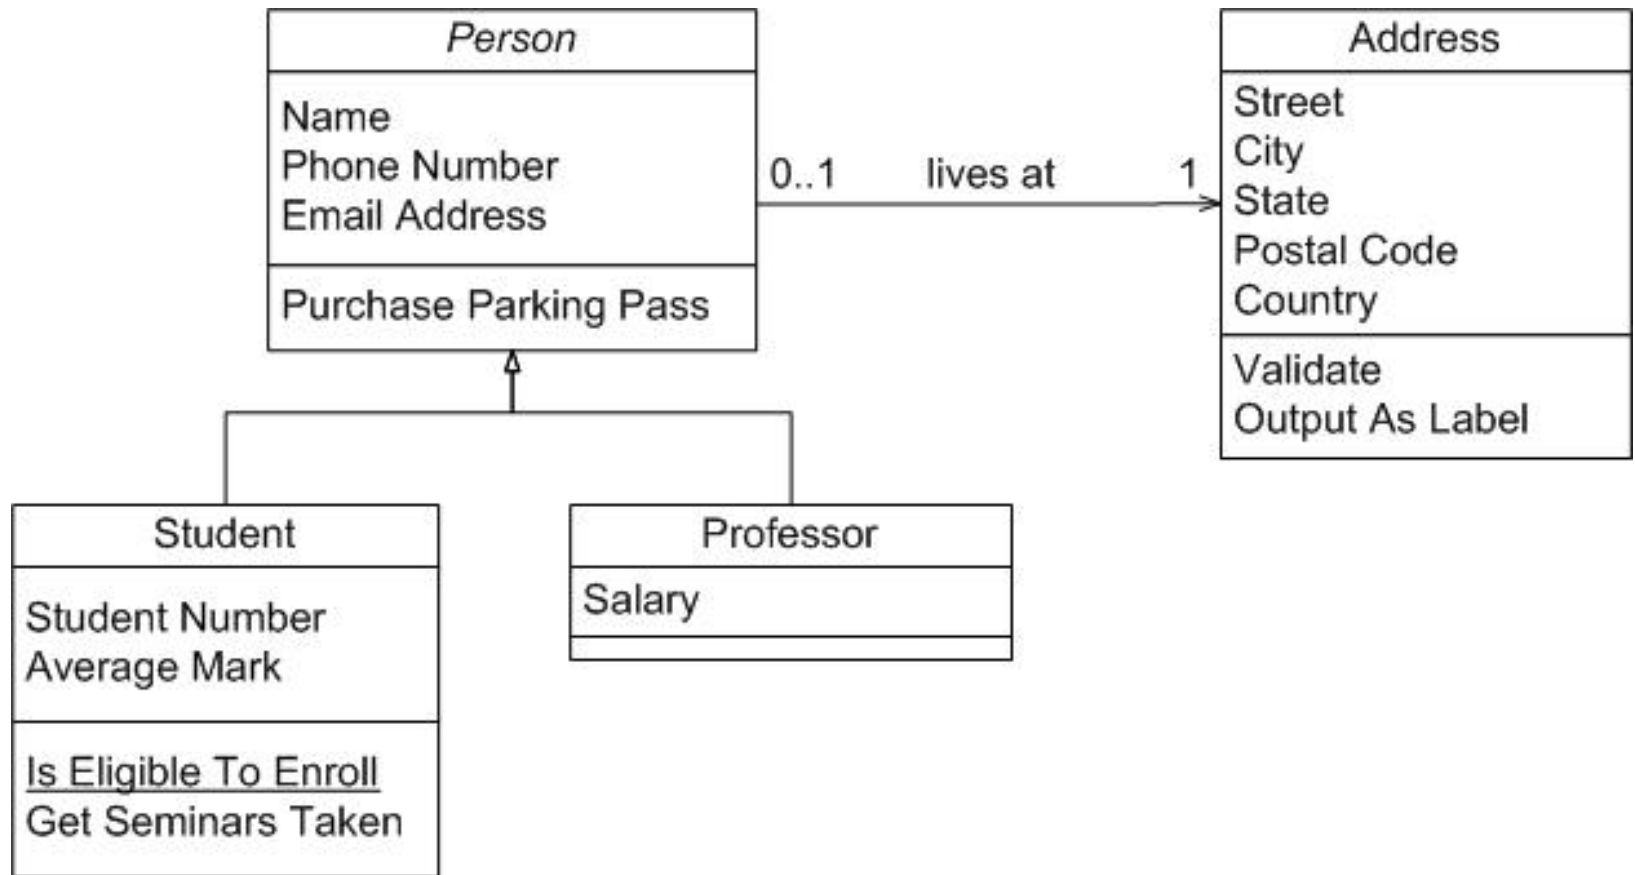 Person
Name
Phone Number
Email Address
Purchase Parking Pass
0..1 lives at 1
Address
Street
City
State
Postal Code
Country
Validate
Output As Label
Student
Student Number
Average Mark
Is Eligible To Enroll
Get Seminars Taken
Professor
Salary